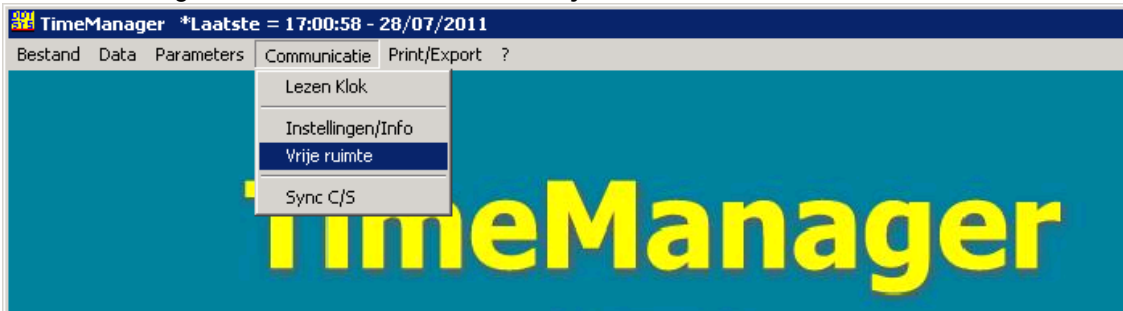 TimeManager *Laatste = 17:00:58 - 28/07/2011
Bestand Data Parameters Communicatie Print/Export ?
Lezen Klok
Instellingen/Info
Vrije ruimte
Sync C/S
TimeManager